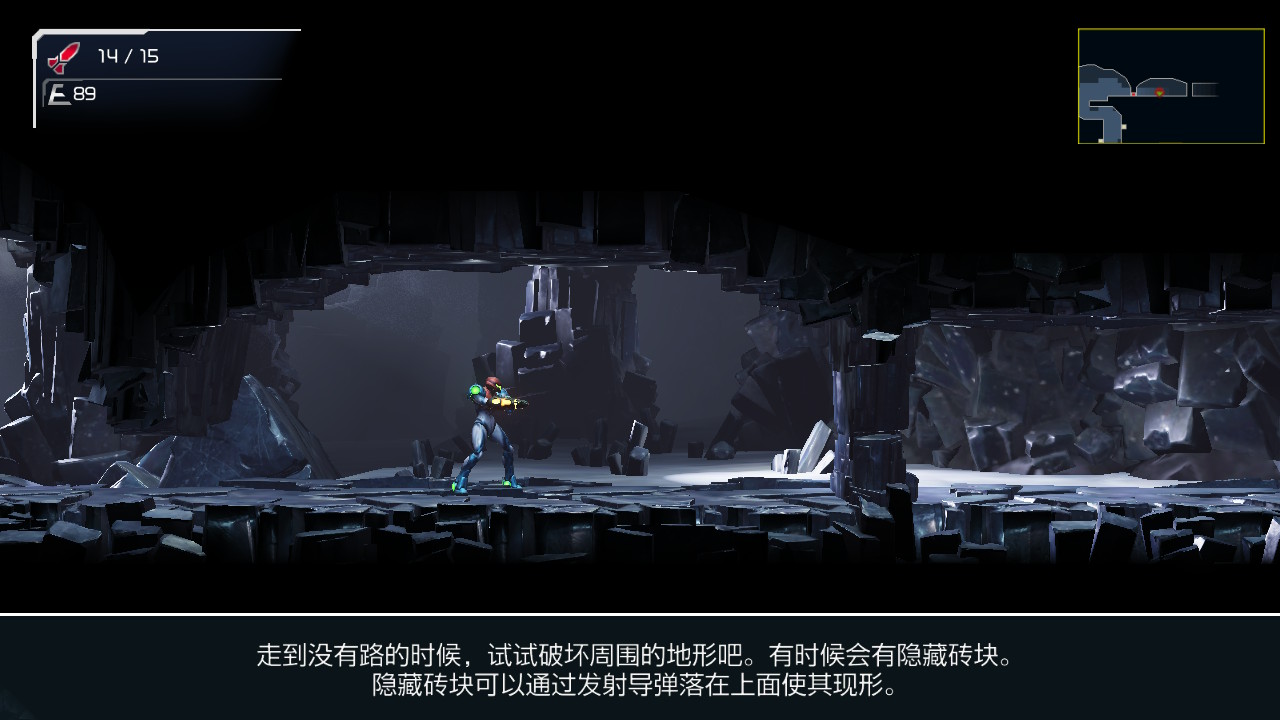 14 / 15
E 89
走到没有路的时候，试试破坏周围的地形吧。有时候会有隐藏砖块。
隐藏砖块可以通过发射导弹落在上面使其现形。